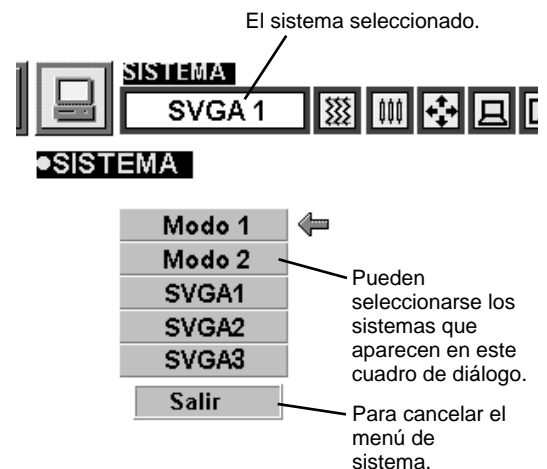 El sistema seleccionado.
SISTEMA
SVGA 1
●SISTEMA
Modo 1
Modo 2
SVGA1
SVGA2
SVGA3
Salir
Pueden
seleccionarse los
sistemas que
aparecen en este
cuadro de diálogo.
Para cancelar el
menú de
sistema.